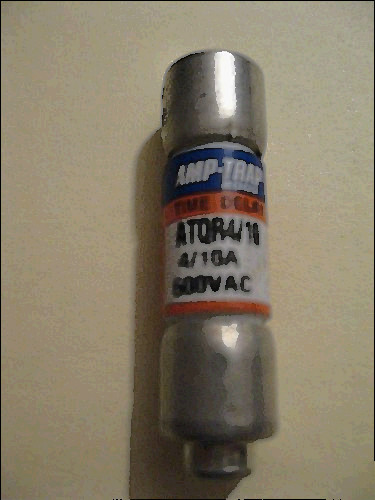 AMP-TRAP
TIME DELAY
ATQR4/10
4/10A
600VAC